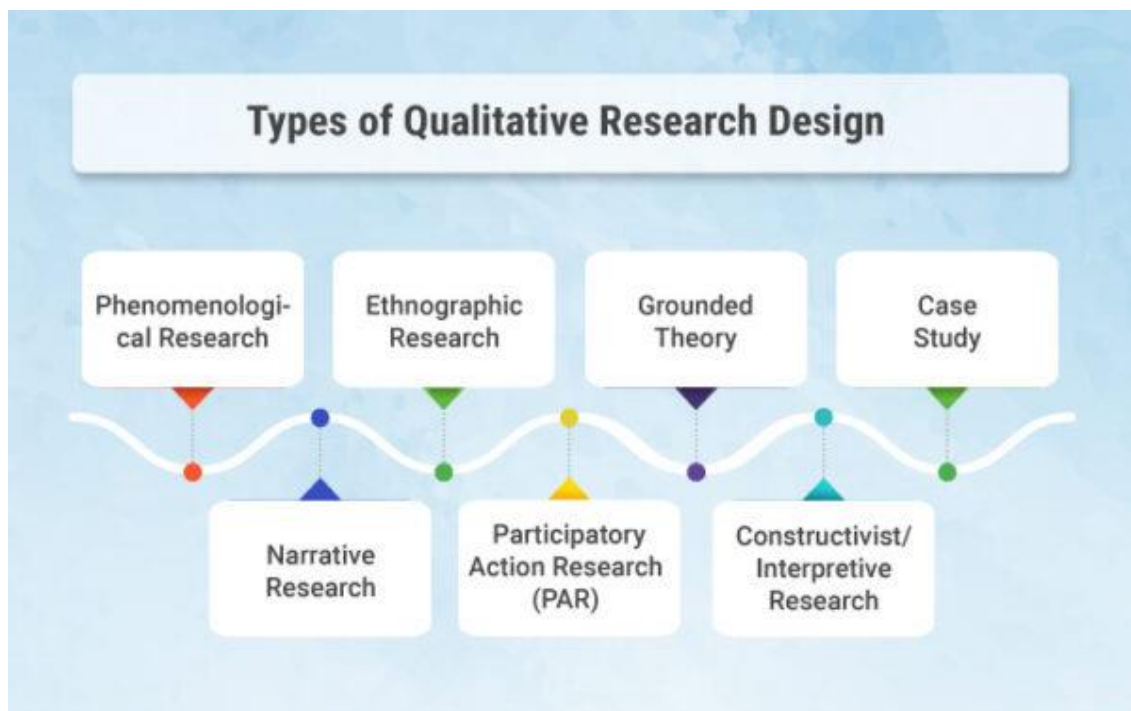 Types of Qualitative Research Design
Phenomenologi-
cal Research
Ethnographic
Research
Grounded
Theory
Case
Study
Narrative
Research
Participatory
Action Research
(PAR)
Constructivist/
Interpretive
Research